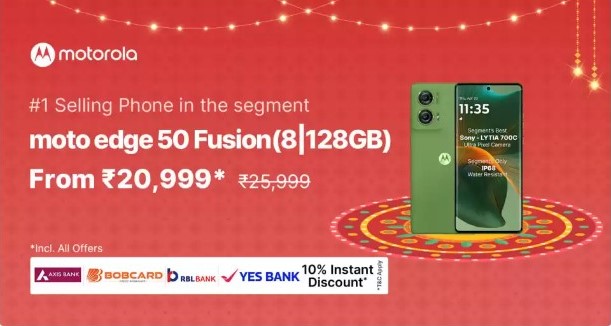 motorola
#1 Selling Phone in the segment
moto edge 50 Fusion(8|128GB)
From ₹20,999* ₹25,999
11:35
Segment's Best
Sony - LYTIA 700C
Ultra Pixel Camera
Segment's Only
IP68
Water Resistant
*Incl. All Offers
AXIS BANK BOBCARD RBLBANK YES BANK 10% Instant
Discount*
*T&C Apply